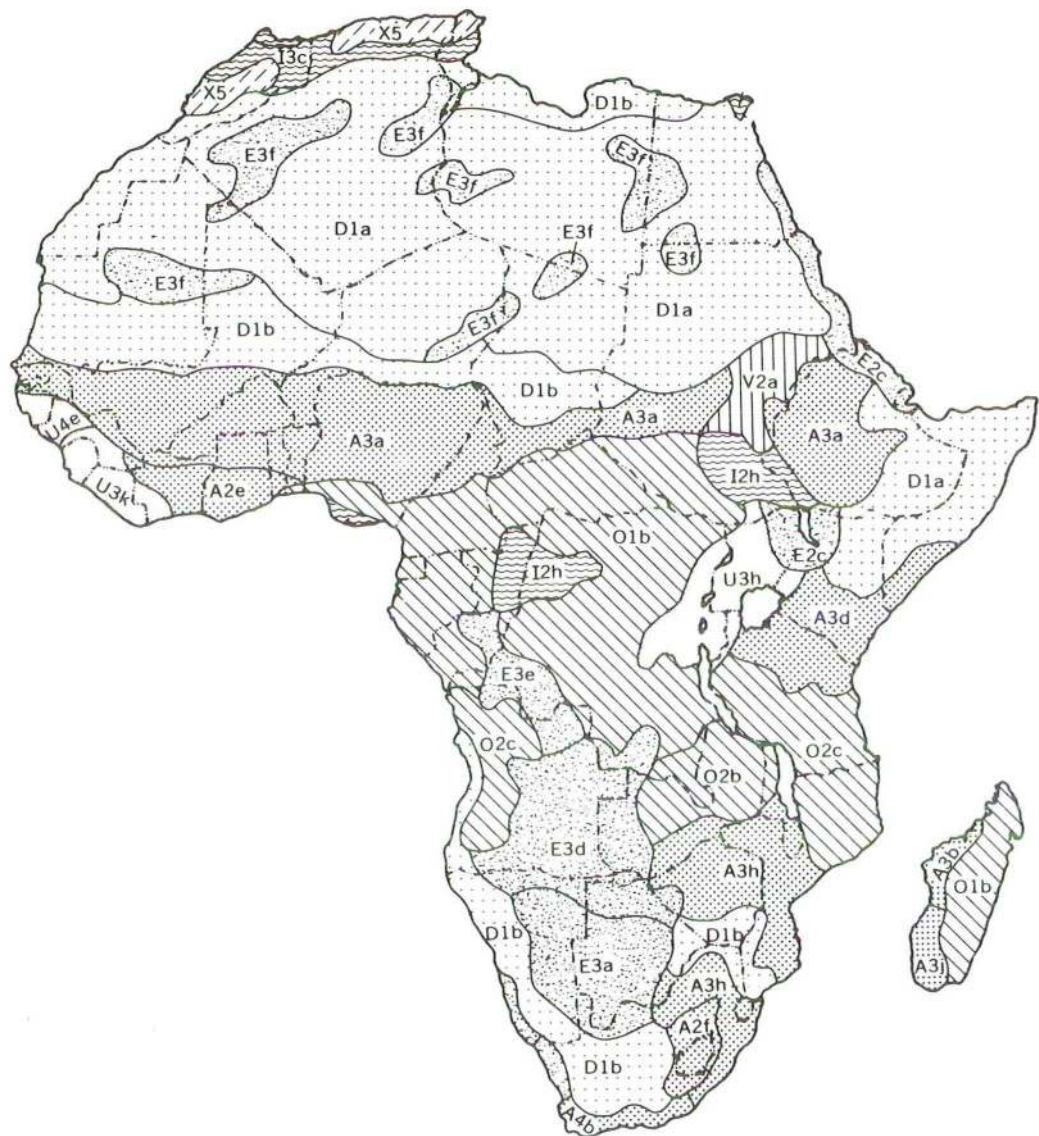 X5
I3c
X5
D1b
E3f
E3f
E3f
E3f
D1a
E3f
E3f
E3f
D1b
E3f
D1a
E2c
D1b
V2a
A3a
U4e
A3a
A3a
D1a
U3k
A2e
I2h
O1b
E2c
I2h
U3h
A3d
E3e
O2c
O2c
O2b
E3d
A3h
A3b
O1b
D1b
D1b
E3a
A3j
A3h
A2f
D1b
A4b